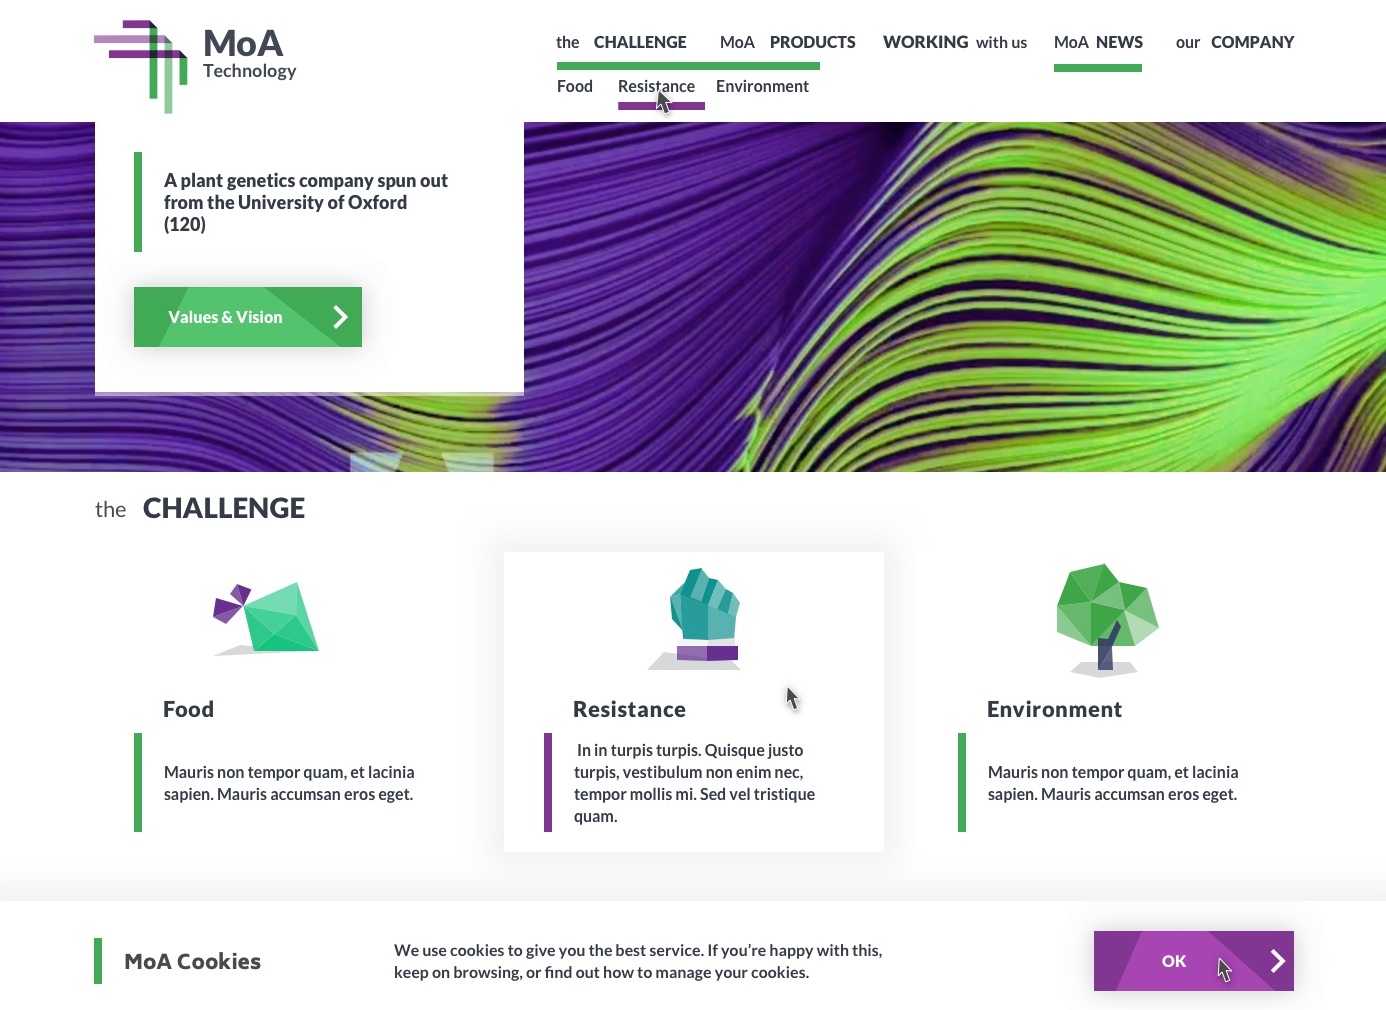 MoA
Technology
the CHALLENGE MoA PRODUCTS WORKING with us MoA NEWS our COMPANY
Food Resistance Environment
A plant genetics company spun out
from the University of Oxford
(120)
Values & Vision
the CHALLENGE
Food
Mauris non tempor quam, et lacinia
sapien. Mauris accumsan eros eget.
Resistance
In in turpis turpis. Quisque justo
turpis, vestibulum non enim nec,
tempor mollis mi. Sed vel tristique
quam.
Environment
Mauris non tempor quam, et lacinia
sapien. Mauris accumsan eros eget.
MoA Cookies
We use cookies to give you the best service. If you’re happy with this,
keep on browsing, or find out how to manage your cookies.
OK